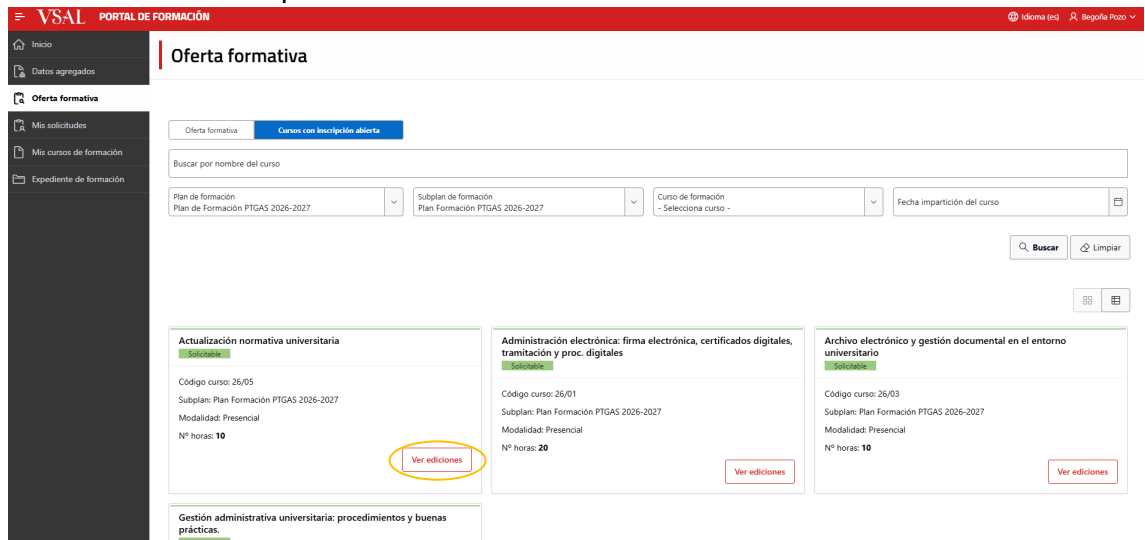 VSAL PORTAL DE FORMACIÓN
Idioma (es) Begoña Pozo
Inicio
Datos agregados
Oferta formativa
Mis solicitudes
Mis cursos de formación
Expediente de formación
Oferta formativa
Oferta formativa Cursos con inscripción abierta
Buscar por nombre del curso
Plan de formación
Plan de Formación PTGAS 2026-2027
Subplan de formación
Plan Formación PTGAS 2026-2027
Curso de formación
- Selecciona curso -
Fecha impartición del curso
Buscar Limpiar
Actualización normativa universitaria
Solicitable
Código curso: 26/05
Subplan: Plan Formación PTGAS 2026-2027
Modalidad: Presencial
Nº horas: 10
Ver ediciones
Administración electrónica: firma electrónica, certificados digitales,
tramitación y proc. digitales
Solicitable
Código curso: 26/01
Subplan: Plan Formación PTGAS 2026-2027
Modalidad: Presencial
Nº horas: 20
Ver ediciones
Archivo electrónico y gestión documental en el entorno
universitario
Solicitable
Código curso: 26/03
Subplan: Plan Formación PTGAS 2026-2027
Modalidad: Presencial
Nº horas: 10
Ver ediciones
Gestión administrativa universitaria: procedimientos y buenas
prácticas.